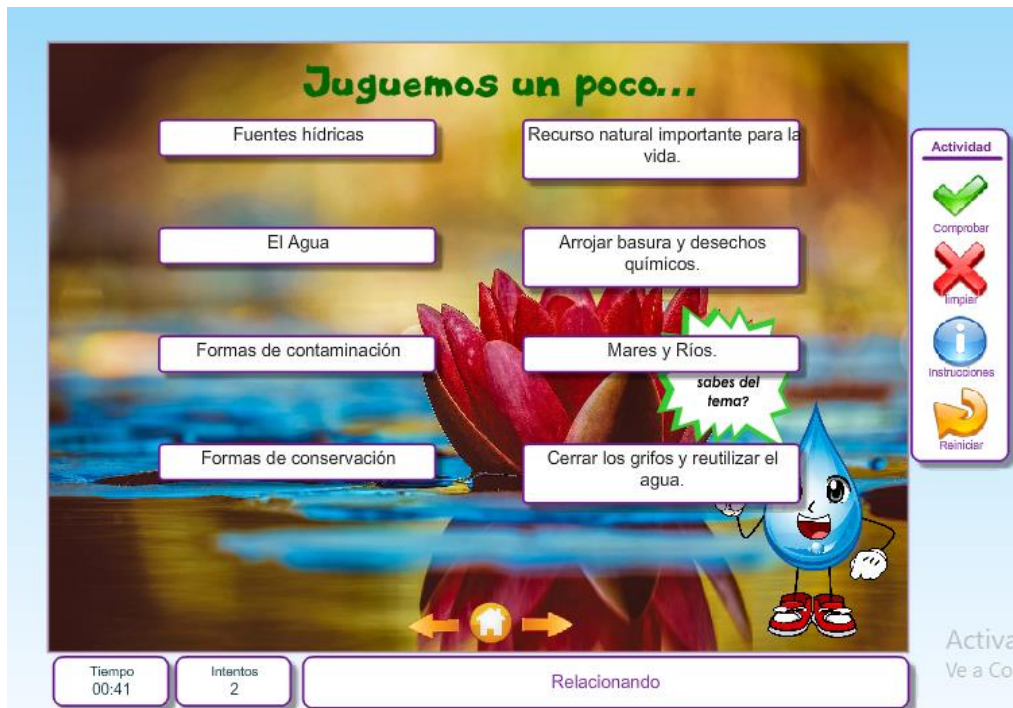 Juguemos un poco...
Fuentes hídricas
Recurso natural importante para la
vida.
El Agua
Arrojar basura y desechos
químicos.
Formas de contaminación
Mares y Ríos.
sabes del
tema?
Formas de conservación
Cerrar los grifos y reutilizar el
agua.
Actividad
Comprobar
limpiar
Instrucciones
Reiniciar
Tiempo
00:41
Intentos
2
Relacionando
Ve a